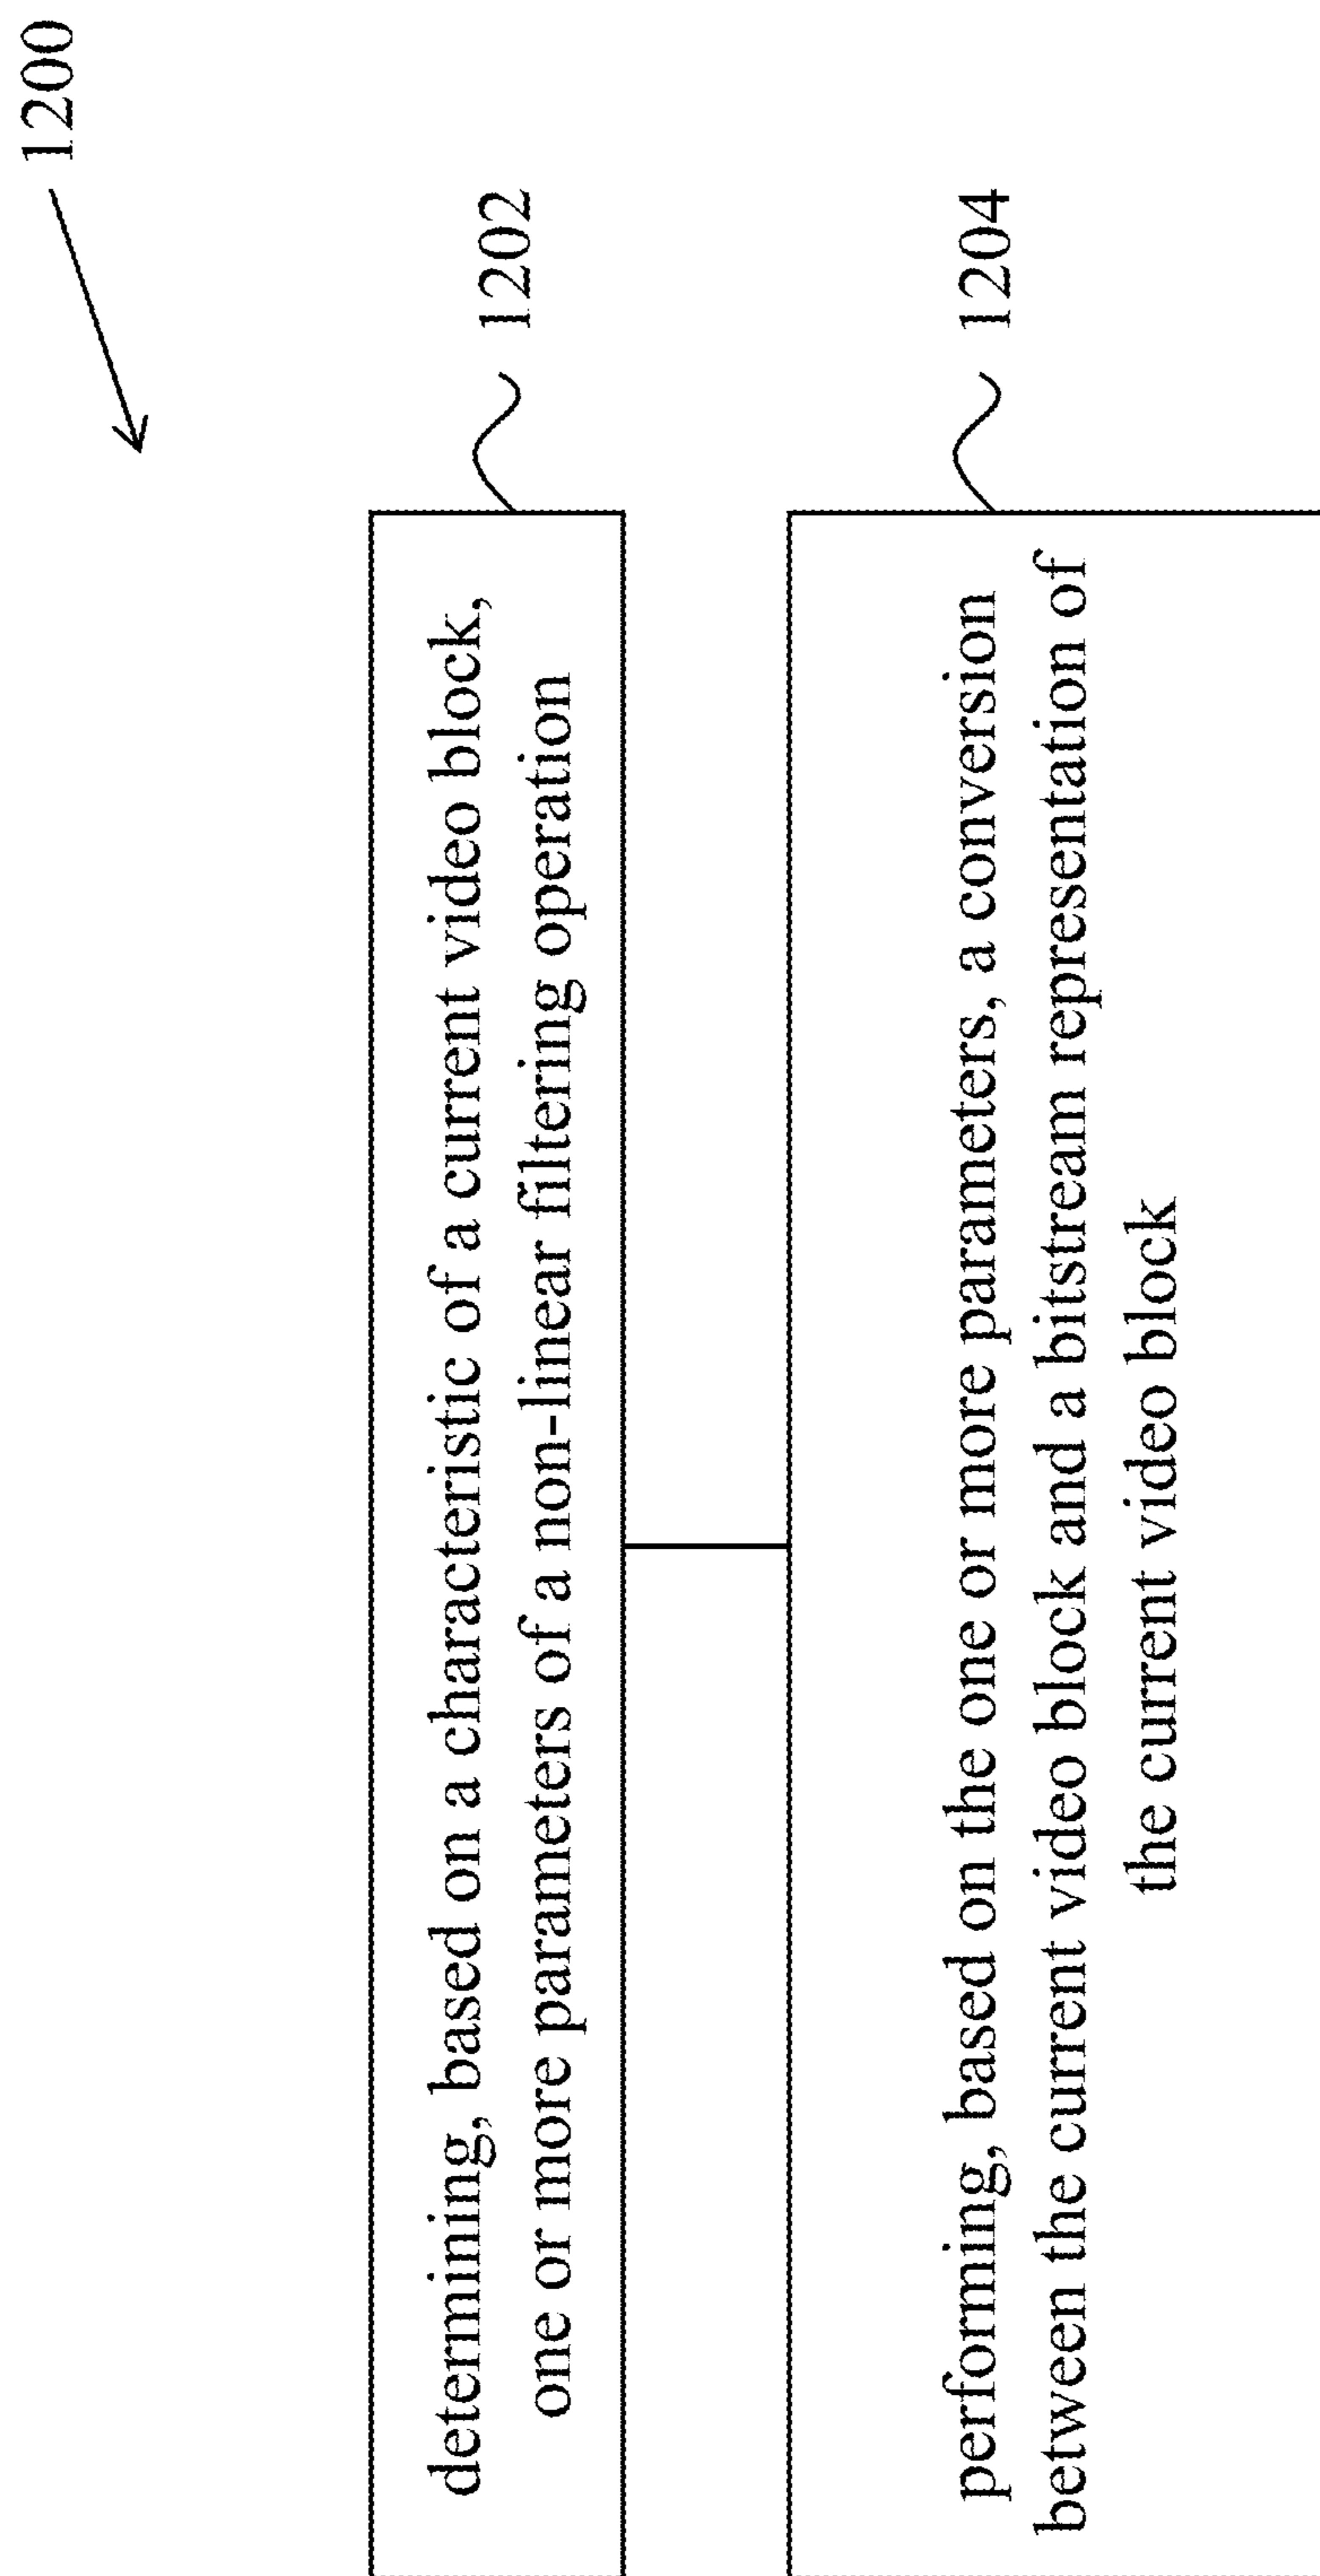 1200
determining, based on a characteristic of a current video block,
one or more parameters of a non-linear filtering operation
1202
performing, based on the one or more parameters, a conversion
between the current video block and a bitstream representation of
the current video block
1204